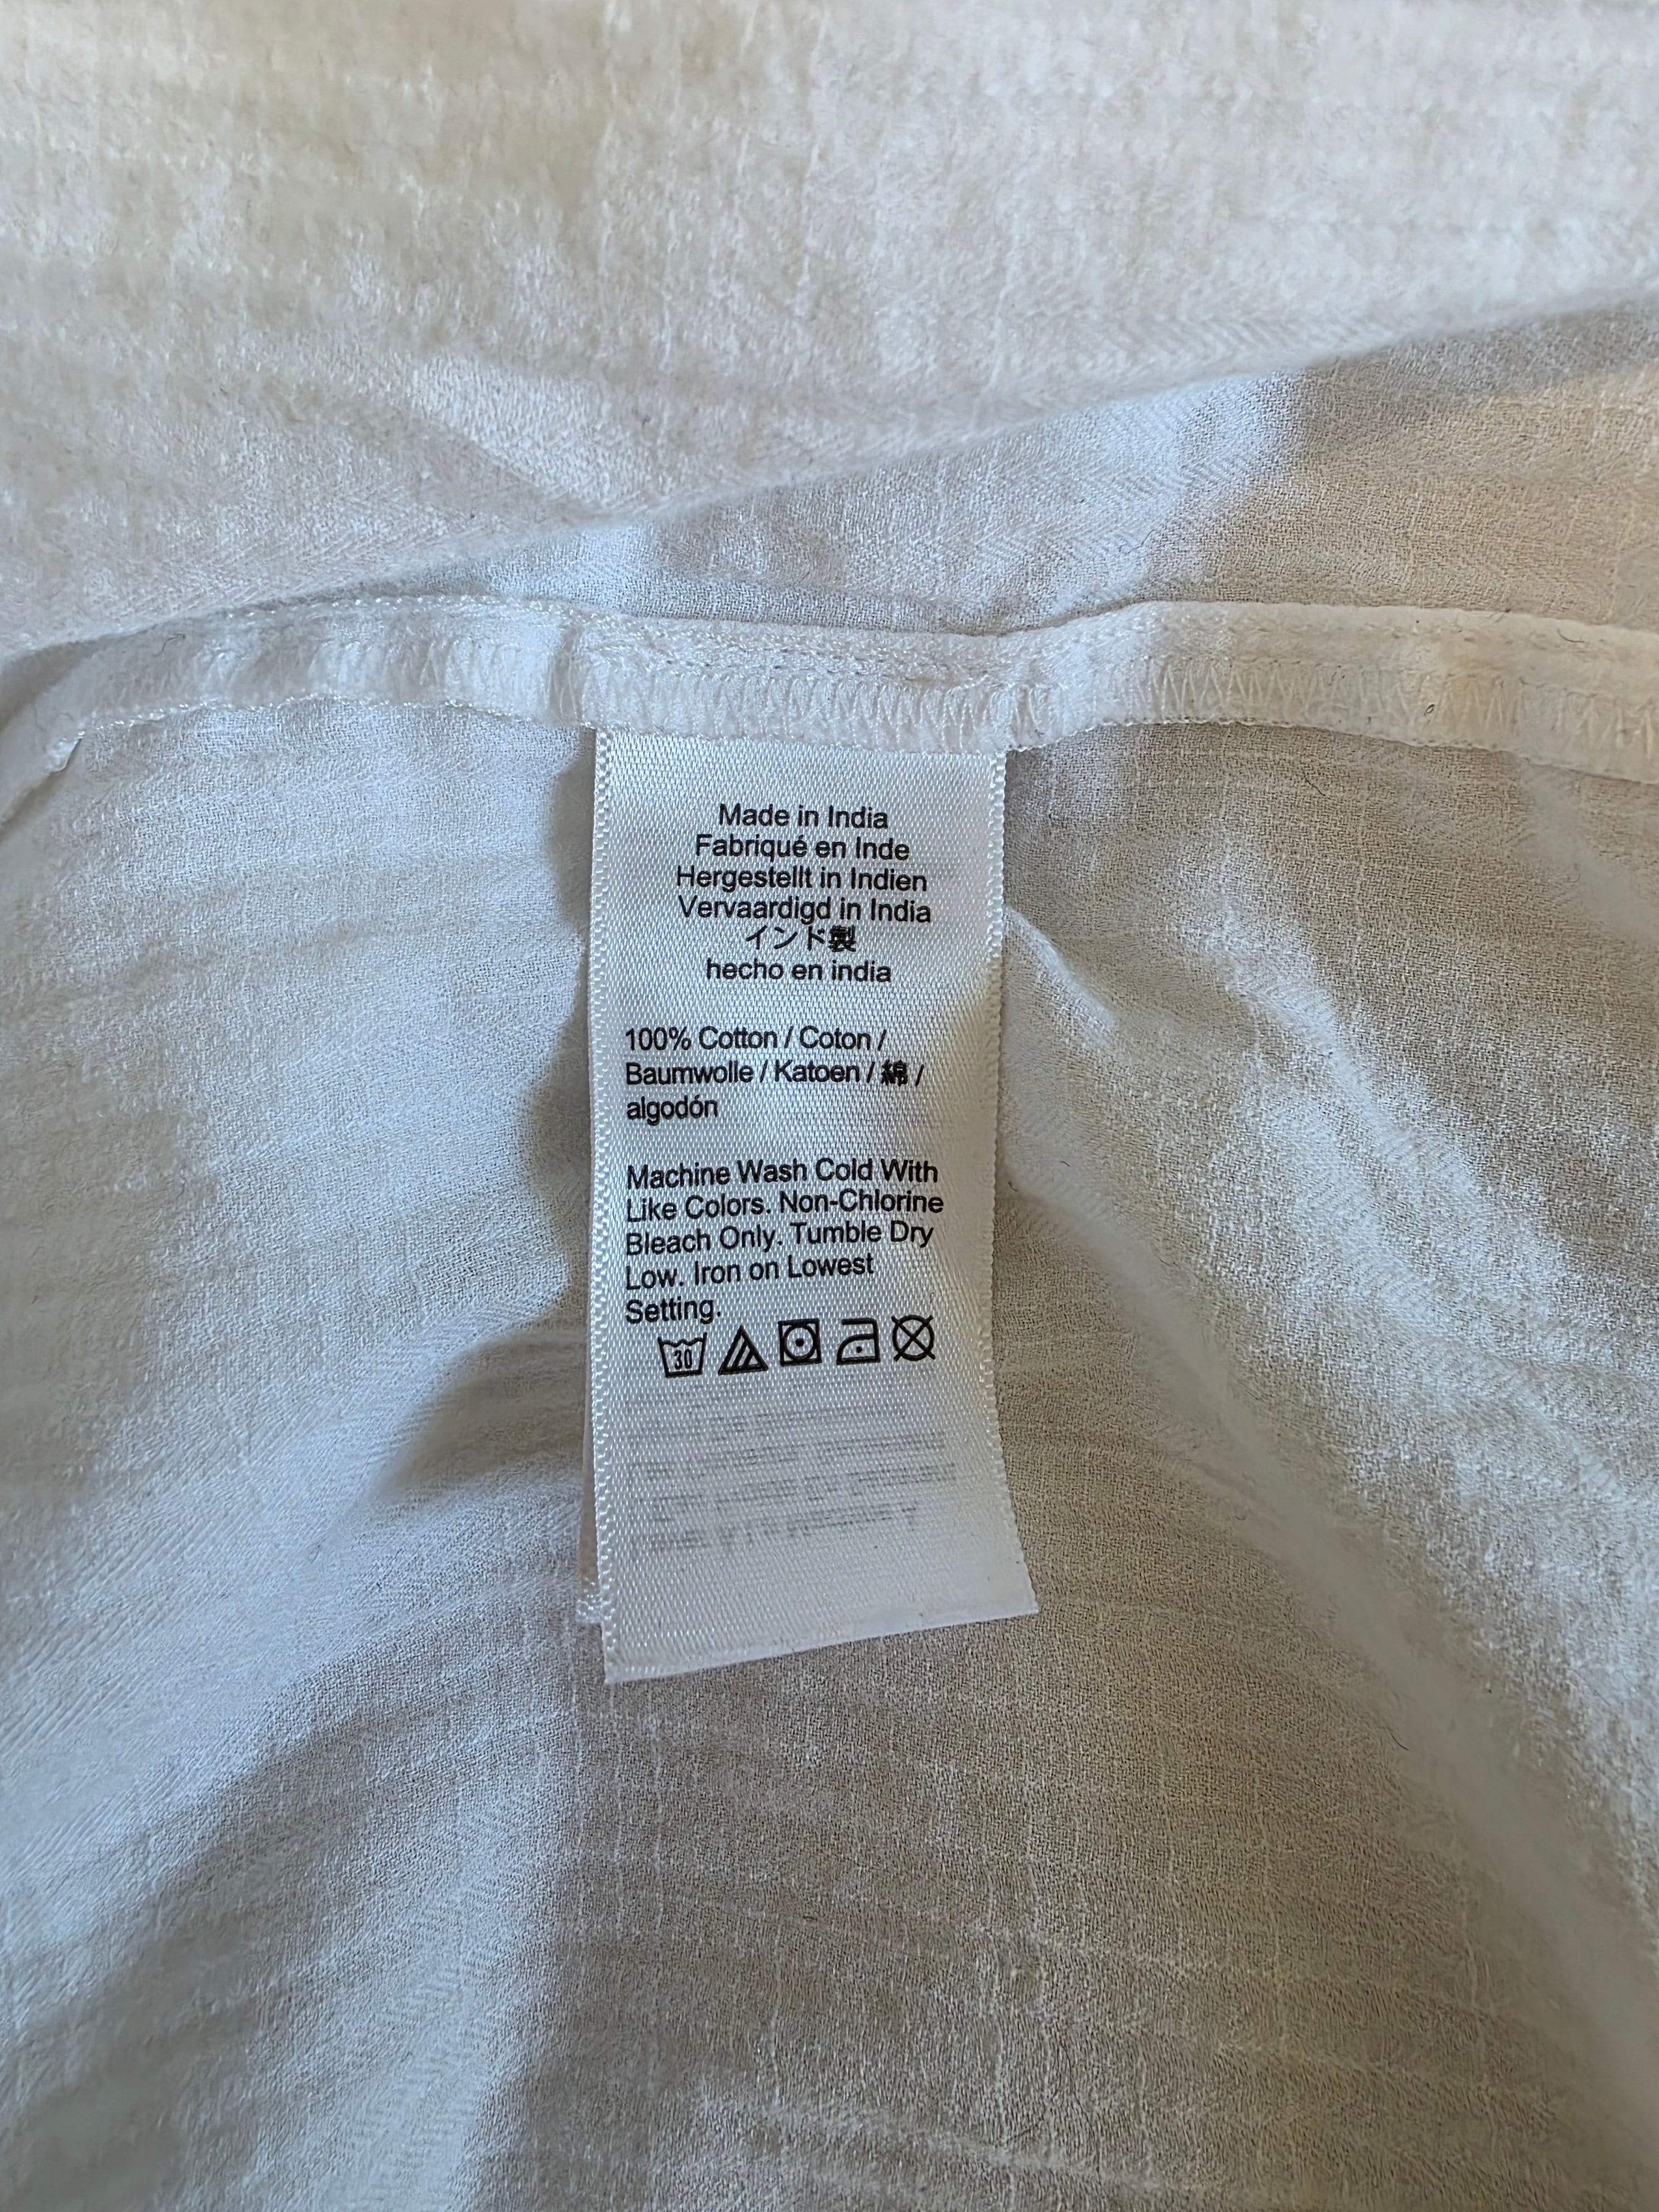 Made in India
Fabriqué en Inde
Hergestellt in Indien
Vervaardigd in India
インド製
hecho en india
100% Cotton / Coton /
Baumwolle / Katoen / 綿 /
algodón
Machine Wash Cold With
Like Colors. Non-Chlorine
Bleach Only. Tumble Dry
Low. Iron on Lowest
Setting.
30